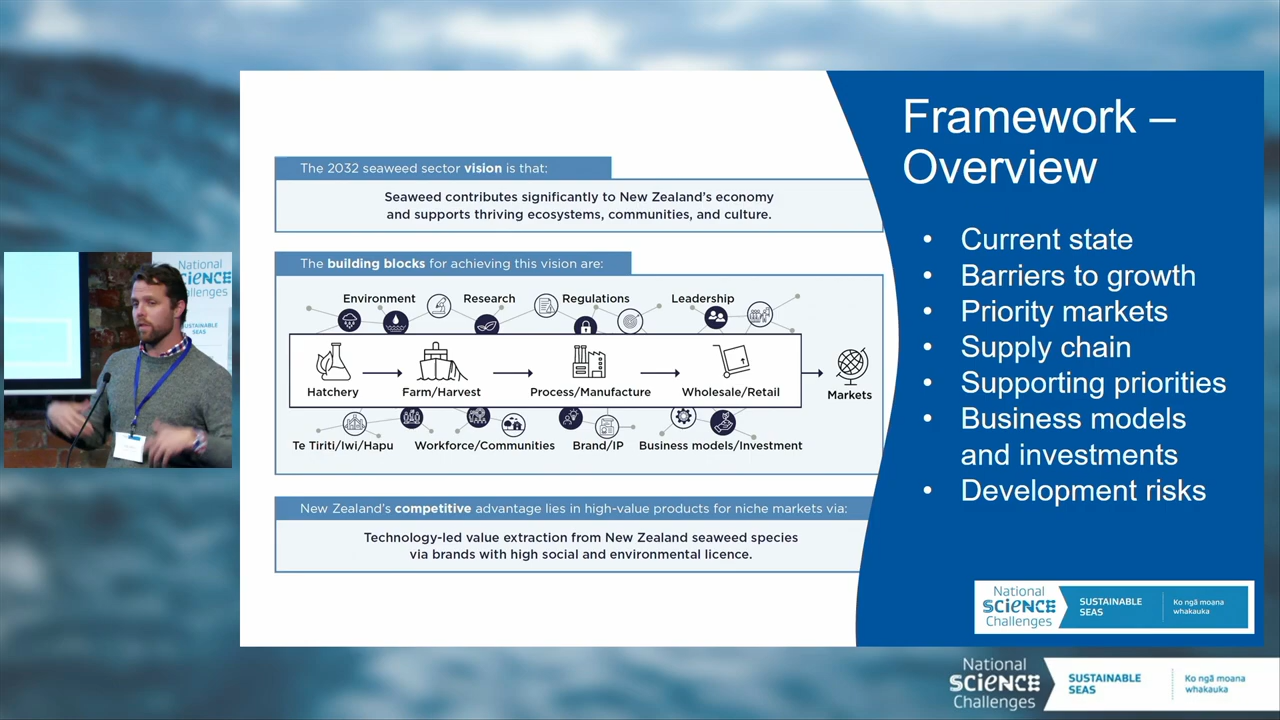 Framework –
Overview
• Current state
• Barriers to growth
• Priority markets
• Supply chain
• Supporting priorities
• Business models
and investments
• Development risks
The 2032 seaweed sector vision is that:
Seaweed contributes significantly to New Zealand's economy
and supports thriving ecosystems, communities, and culture.
The building blocks for achieving this vision are:
Environment Research Regulations Leadership
Hatchery Farm/Harvest Process/Manufacture Wholesale/Retail
Markets
Te Tiriti/Iwi/Hapu Workforce/Communities Brand/IP Business models/Investment
New Zealand's competitive advantage lies in high-value products for niche markets via:
Technology-led value extraction from New Zealand seaweed species
via brands with high social and environmental licence.
National
SCIENCE
Challenges
SUSTAINABLE
SEAS
National
SCIENCE
Challenges
SUSTAINABLE
SEAS
Ko ngā moana
whakauka
National
SCIENCE
Challenges
SUSTAINABLE
SEAS
Ko ngā moana
whakauka